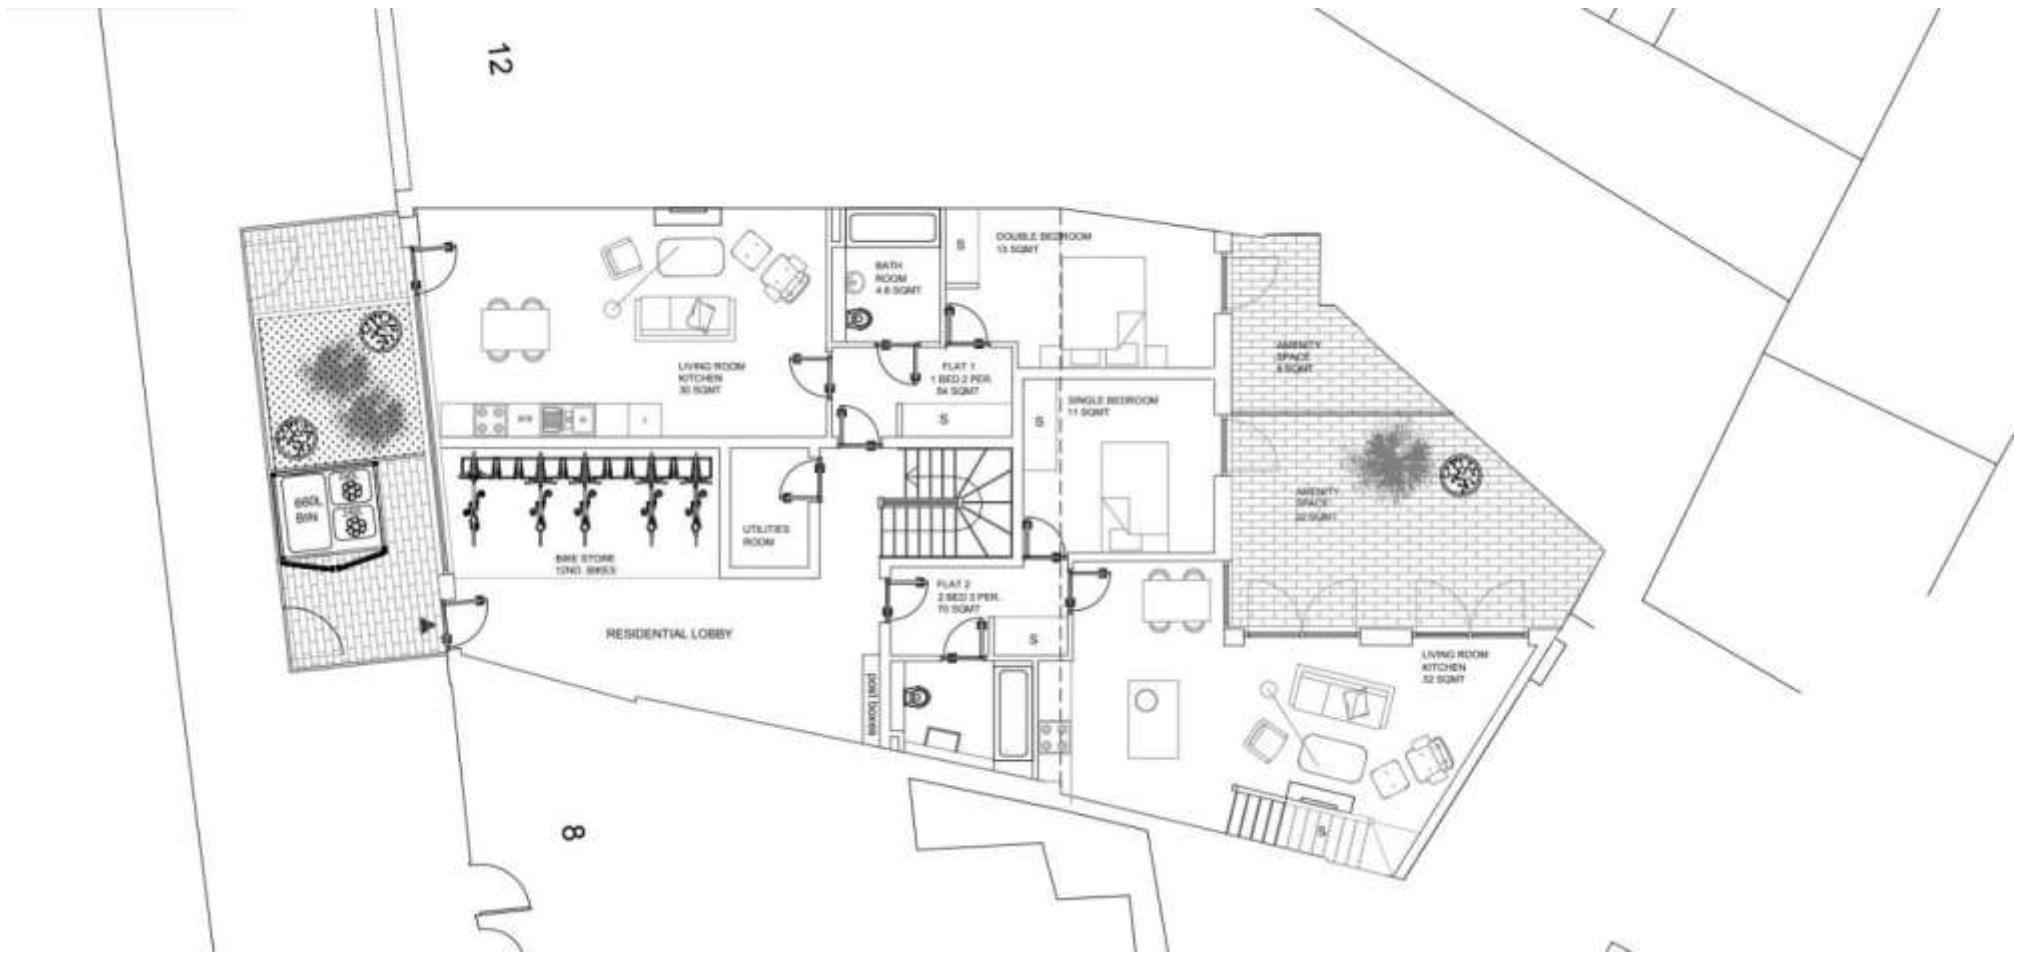 12
DOUBLE BEDROOM
13 SQMT
S
BATH
ROOM
4.6 SQMT
LIVING ROOM
KITCHEN
30 SQMT
FLAT 1
1 BED 2 PER.
54 SQMT
S
AMENITY
SPACE
SINGLE BEDROOM
11 SQMT
S
660L
BIN
AMENITY
SPACE
22 SQMT
UTILITIES
ROOM
BIKE STORE
12NO. BIKES
FLAT 2
2 BED 3 PER.
70 SQMT
S
RESIDENTIAL LOBBY
post boxes
LIVING ROOM
KITCHEN
32 SQMT
S
8